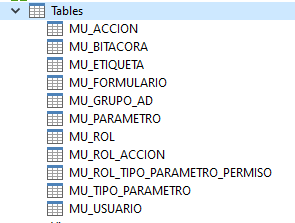 Tables
MU_ACCION
MU_BITACORA
MU_ETIQUETA
MU_FORMULARIO
MU_GRUPO_AD
MU_PARAMETRO
MU_ROL
MU_ROL_ACCION
MU_ROL_TIPO_PARAMETRO_PERMISO
MU_TIPO_PARAMETRO
MU_USUARIO